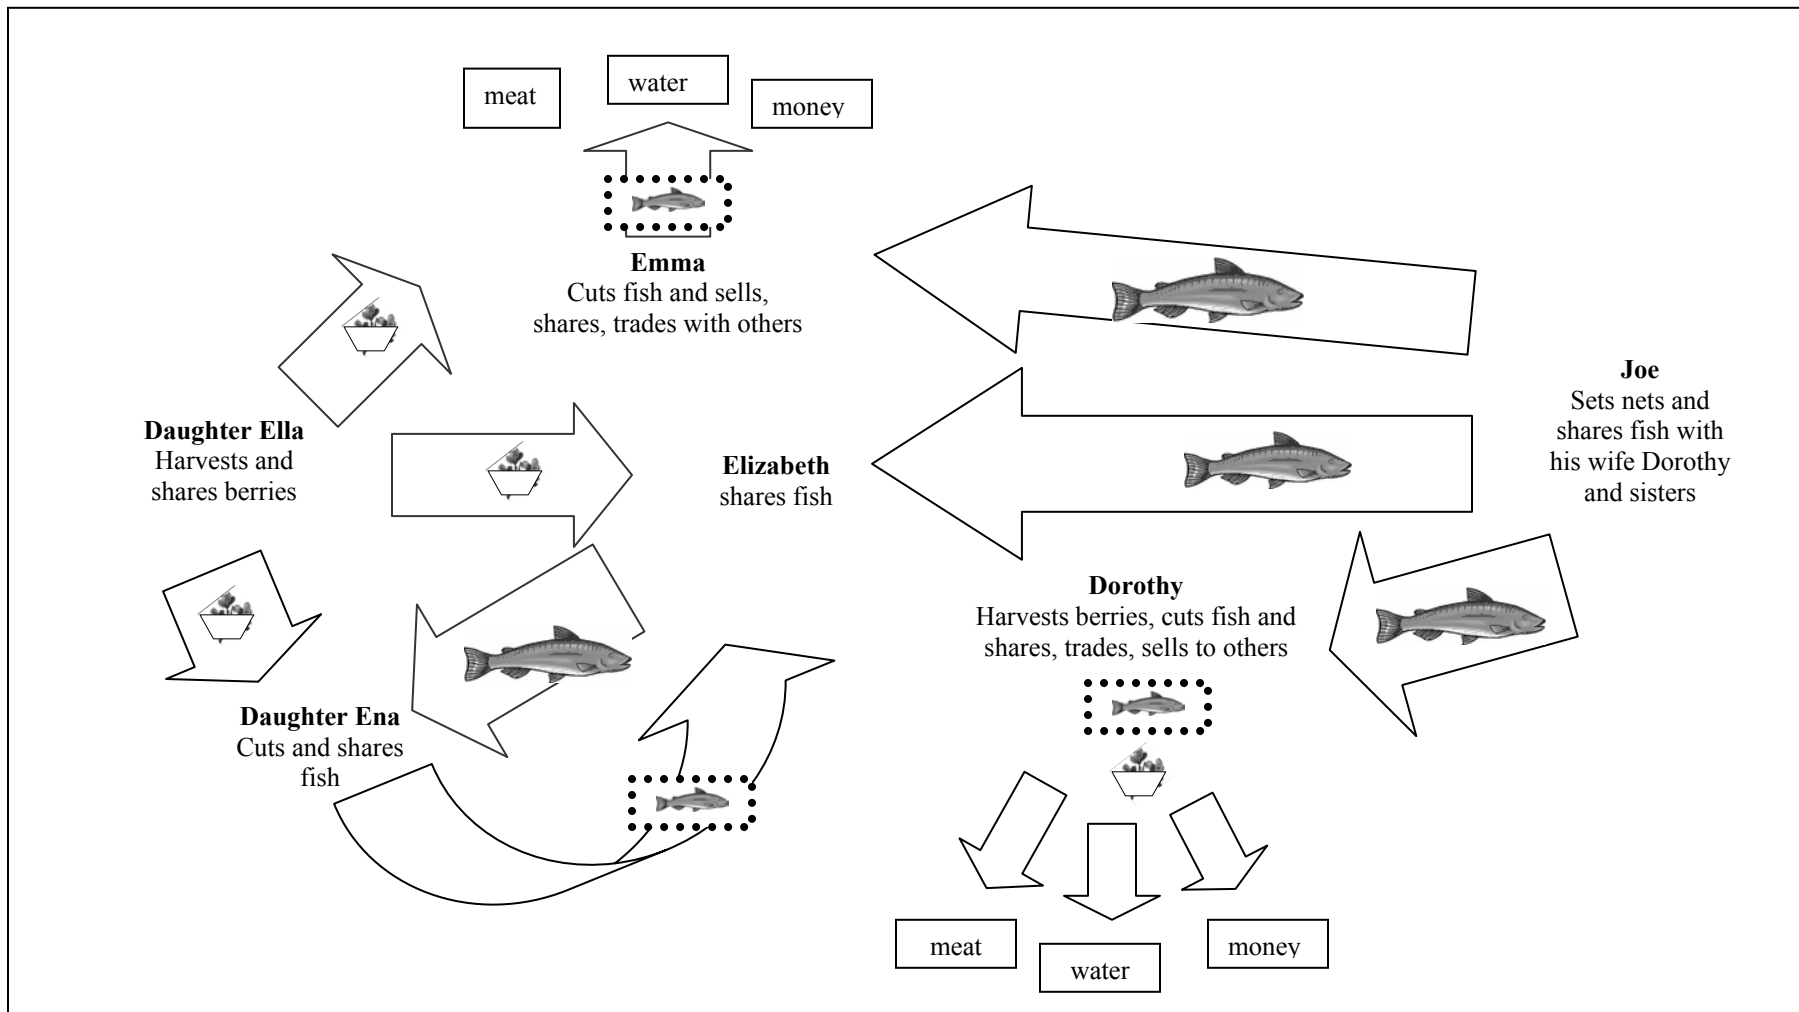 meat
water
money
Emma
Cuts fish and sells,
shares, trades with others
Joe
Sets nets and
shares fish with
his wife Dorothy
and sisters
Daughter Ella
Harvests and
shares berries
Elizabeth
shares fish
Dorothy
Harvests berries, cuts fish and
shares, trades, sells to others
Daughter Ena
Cuts and shares
fish
meat
water
money